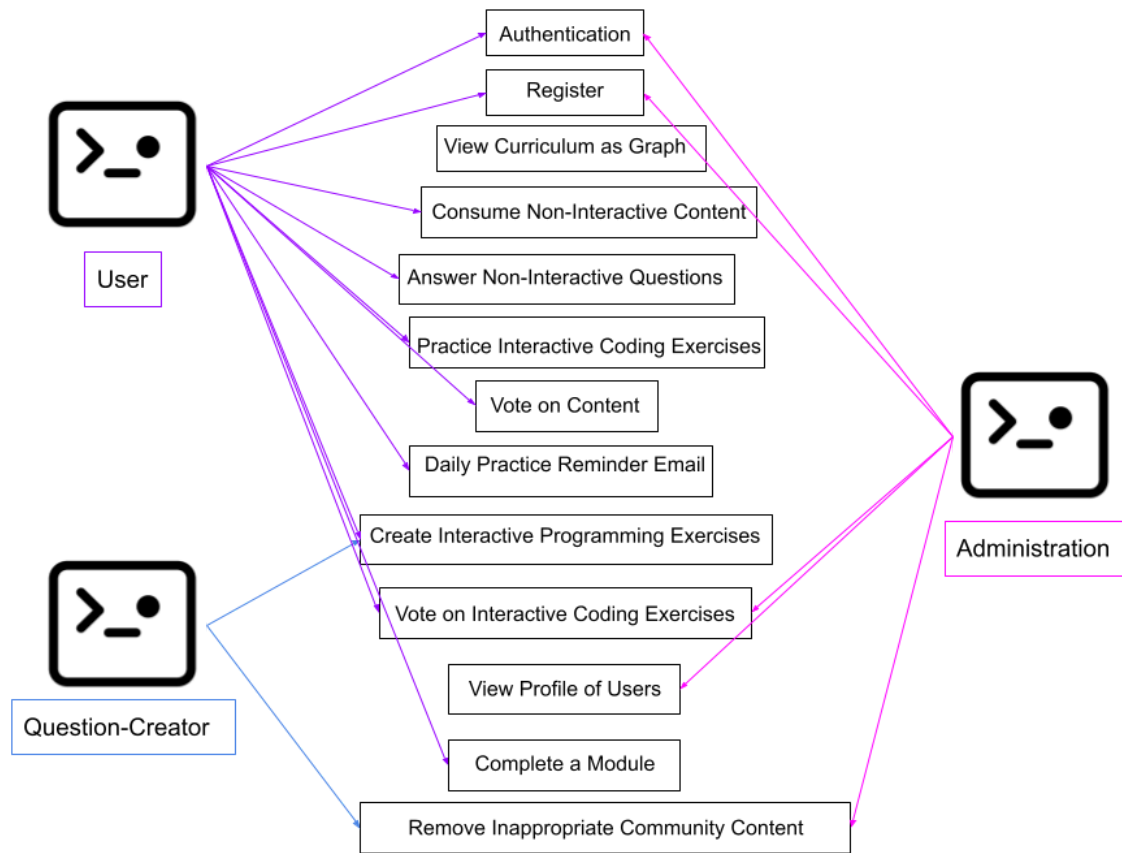 Authentication
Register
View Curriculum as Graph
Consume Non-Interactive Content
User
Answer Non-Interactive Questions
Practice Interactive Coding Exercises
Vote on Content
Daily Practice Reminder Email
Create Interactive Programming Exercises
Administration
Vote on Interactive Coding Exercises
View Profile of Users
Question-Creator
Complete a Module
Remove Inappropriate Community Content